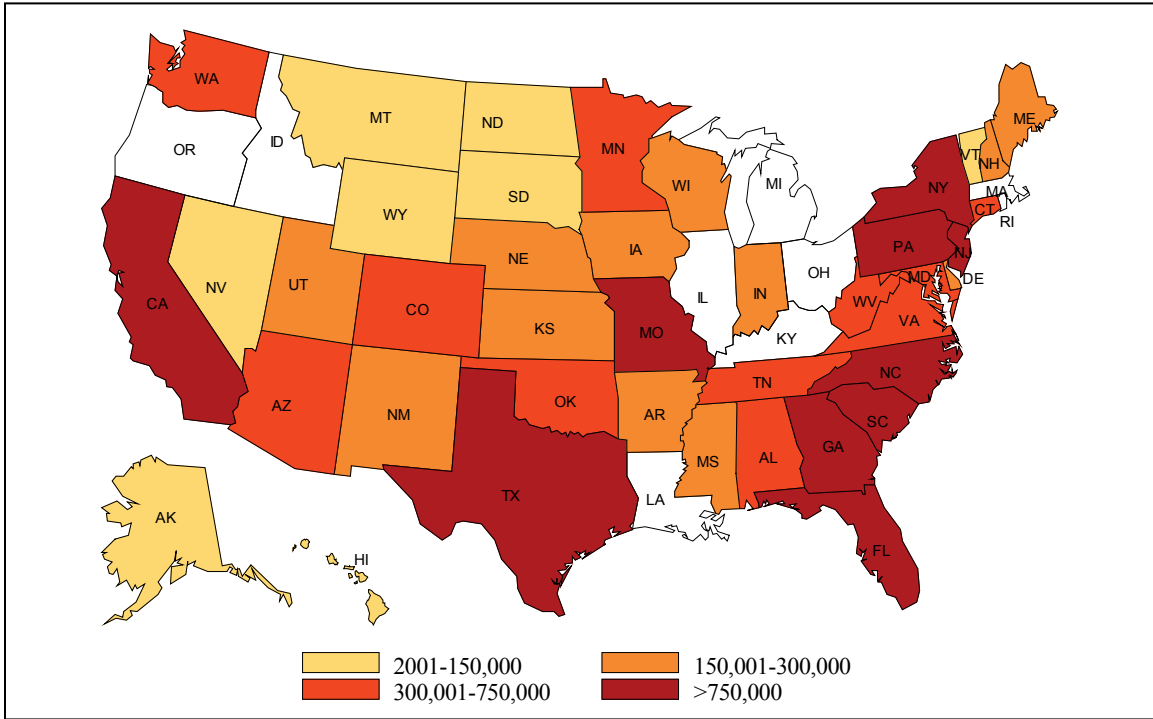 WA
ME
MT
ND
ID
MN
OR
VT
NH
WI
MI
NY
MA
SD
CT
WY
RI
PA
IA
NJ
NE
OH
MD
DE
NV
UT
IL
IN
CA
WV
CO
VA
KS
MO
KY
NC
TN
OK
AZ
NM
AR
SC
GA
MS
AL
TX
LA
AK
FL
HI
2001-150,000
150,001-300,000
300,001-750,000
>750,000